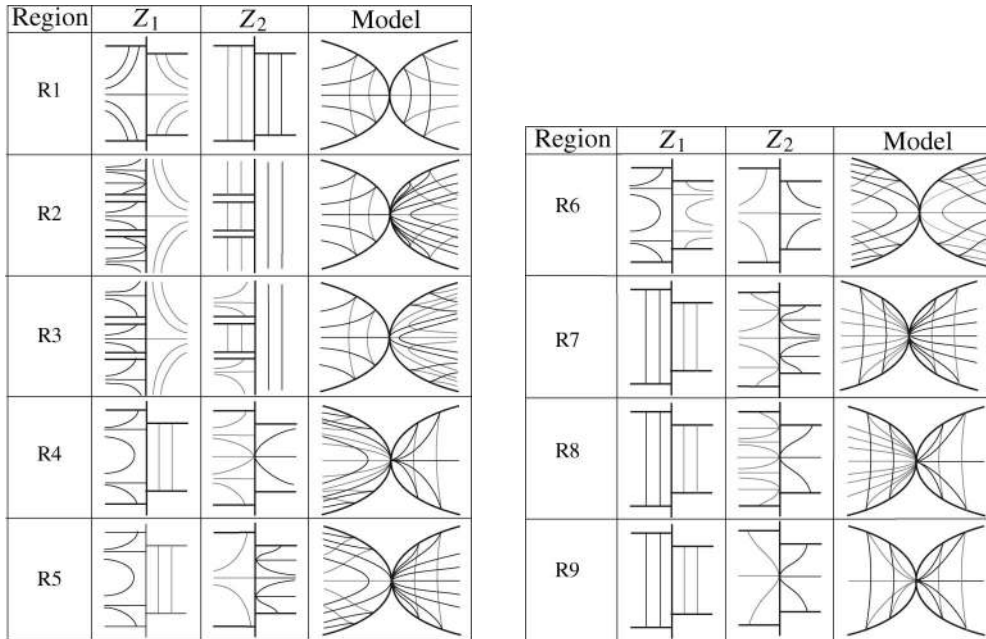 Region Z₁ Z₂ Model
R1
R2
R3
R4
R5
Region Z₁ Z₂ Model
R6
R7
R8
R9